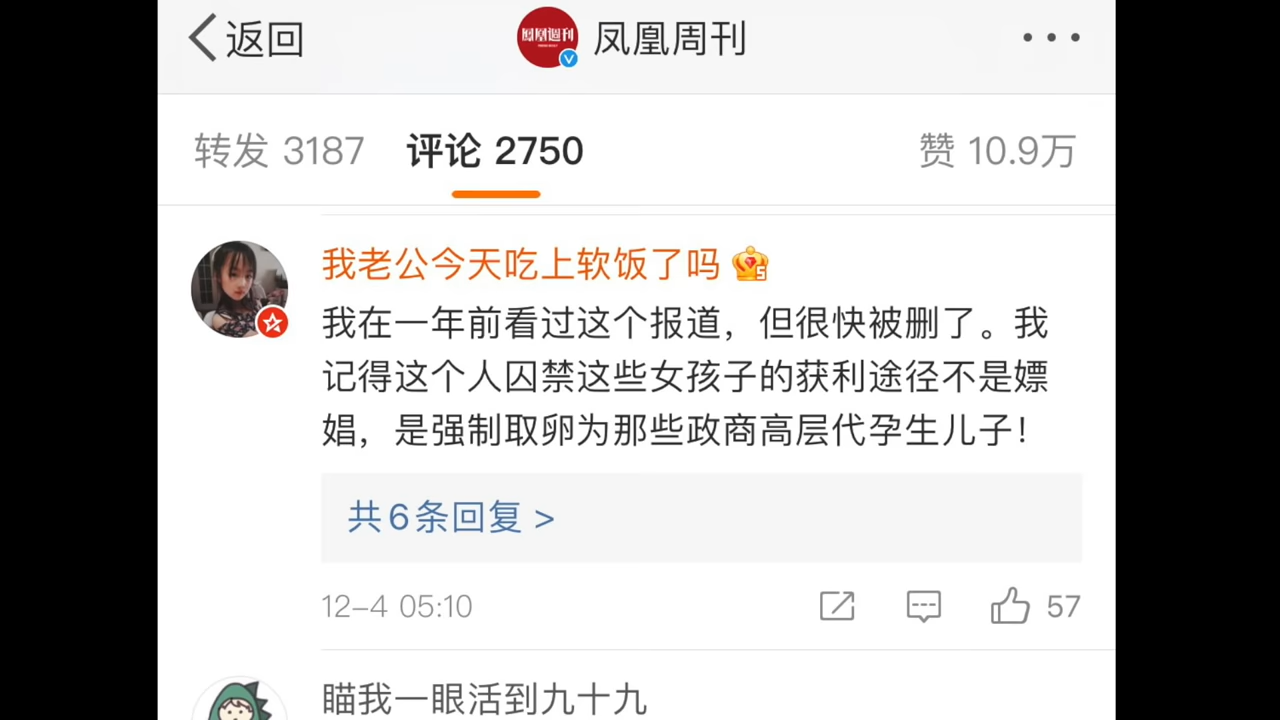 返回
鳳凰週刊
凤凰周刊
转发 3187 评论 2750 赞 10.9万
我老公今天吃上软饭了吗
我在一年前看过这个报道，但很快被删了。我
记得这个人囚禁这些女孩子的获利途径不是嫖
娼，是强制取卵为那些政商高层代孕生儿子！
共6条回复 >
12-4 05:10 57
瞄我一眼活到九十九